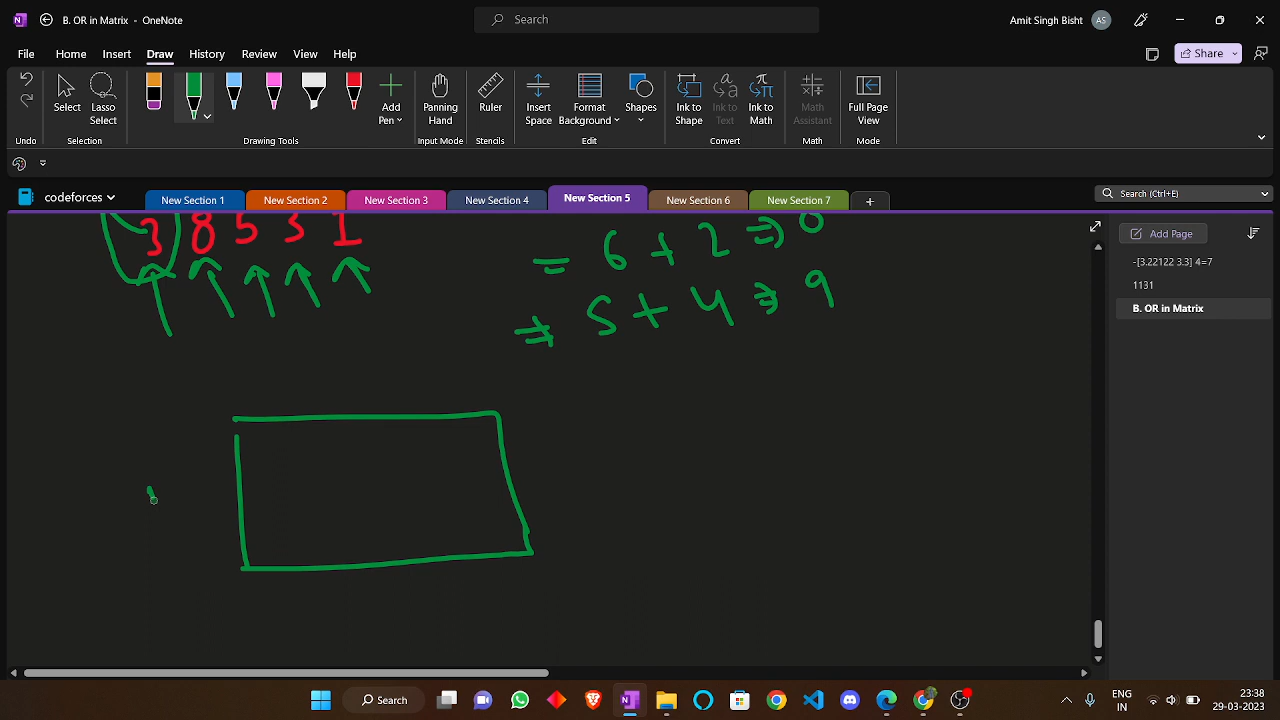 B. OR in Matrix - OneNote
Search
Amit Singh Bisht
AS
File Home Insert Draw History Review View Help
Share
Undo
Select
Lasso Select
Selection
Drawing Tools
Add Pen
Panning Hand
Input Mode
Ruler
Stencils
Insert Space
Format Background
Shapes
Edit
Ink to Shape
Ink to Text
Ink to Math
Convert
Math Assistant
Math
Full Page View
Mode
codeforces
New Section 1
New Section 2
New Section 3
New Section 4
New Section 5
New Section 6
New Section 7
+
Search (Ctrl+E)
Add Page
-[3.22122 3.3] 4=7
1131
B. OR in Matrix
3 8 5 3 1
= 6 + 2 ⇒
⇒ 5 + 4 ⇒ 9
Search
ENG
IN
23:38
29-03-2023